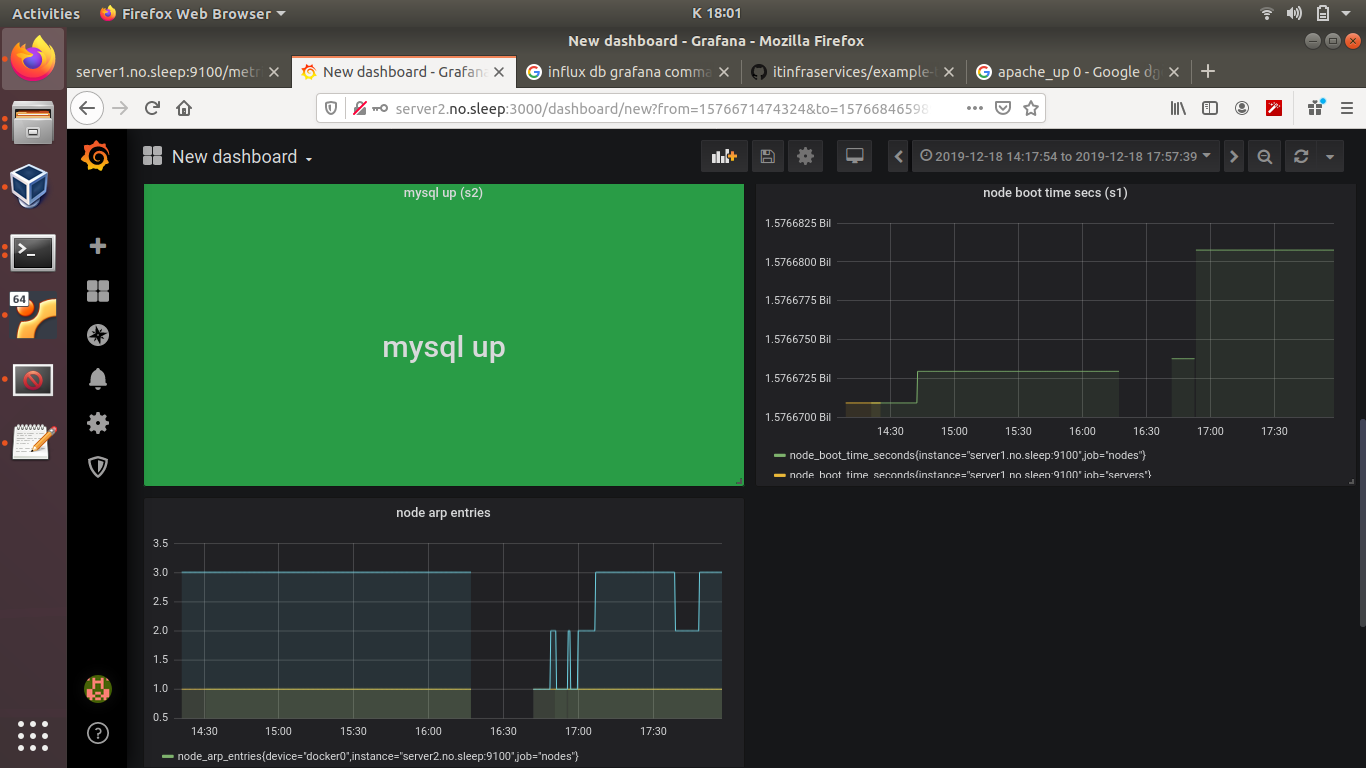 Activities Firefox Web Browser K 18:01
New dashboard - Grafana - Mozilla Firefox
server1.no.sleep:9100/metr New dashboard - Grafana influx db grafana comma itinfraservices/example- apache_up 0 - Google
server2.no.sleep:3000/dashboard/new?from=1576671474324&to=1576684659
New dashboard 2019-12-18 14:17:54 to 2019-12-18 17:57:39
mysql up (s2)
mysql up
node boot time secs (s1)
1.5766825 Bil
1.5766800 Bil
1.5766775 Bil
1.5766750 Bil
1.5766725 Bil
1.5766700 Bil
14:30 15:00 15:30 16:00 16:30 17:00 17:30
node_boot_time_seconds{instance="server1.no.sleep:9100",job="nodes"}
node_boot_time_seconds{instance="server1.no.sleep:9100",job="servers"}
node arp entries
3.5
3.0
2.5
2.0
1.5
1.0
0.5
14:30 15:00 15:30 16:00 16:30 17:00 17:30
node_arp_entries{device="docker0",instance="server2.no.sleep:9100",job="nodes"}
64
>_
?